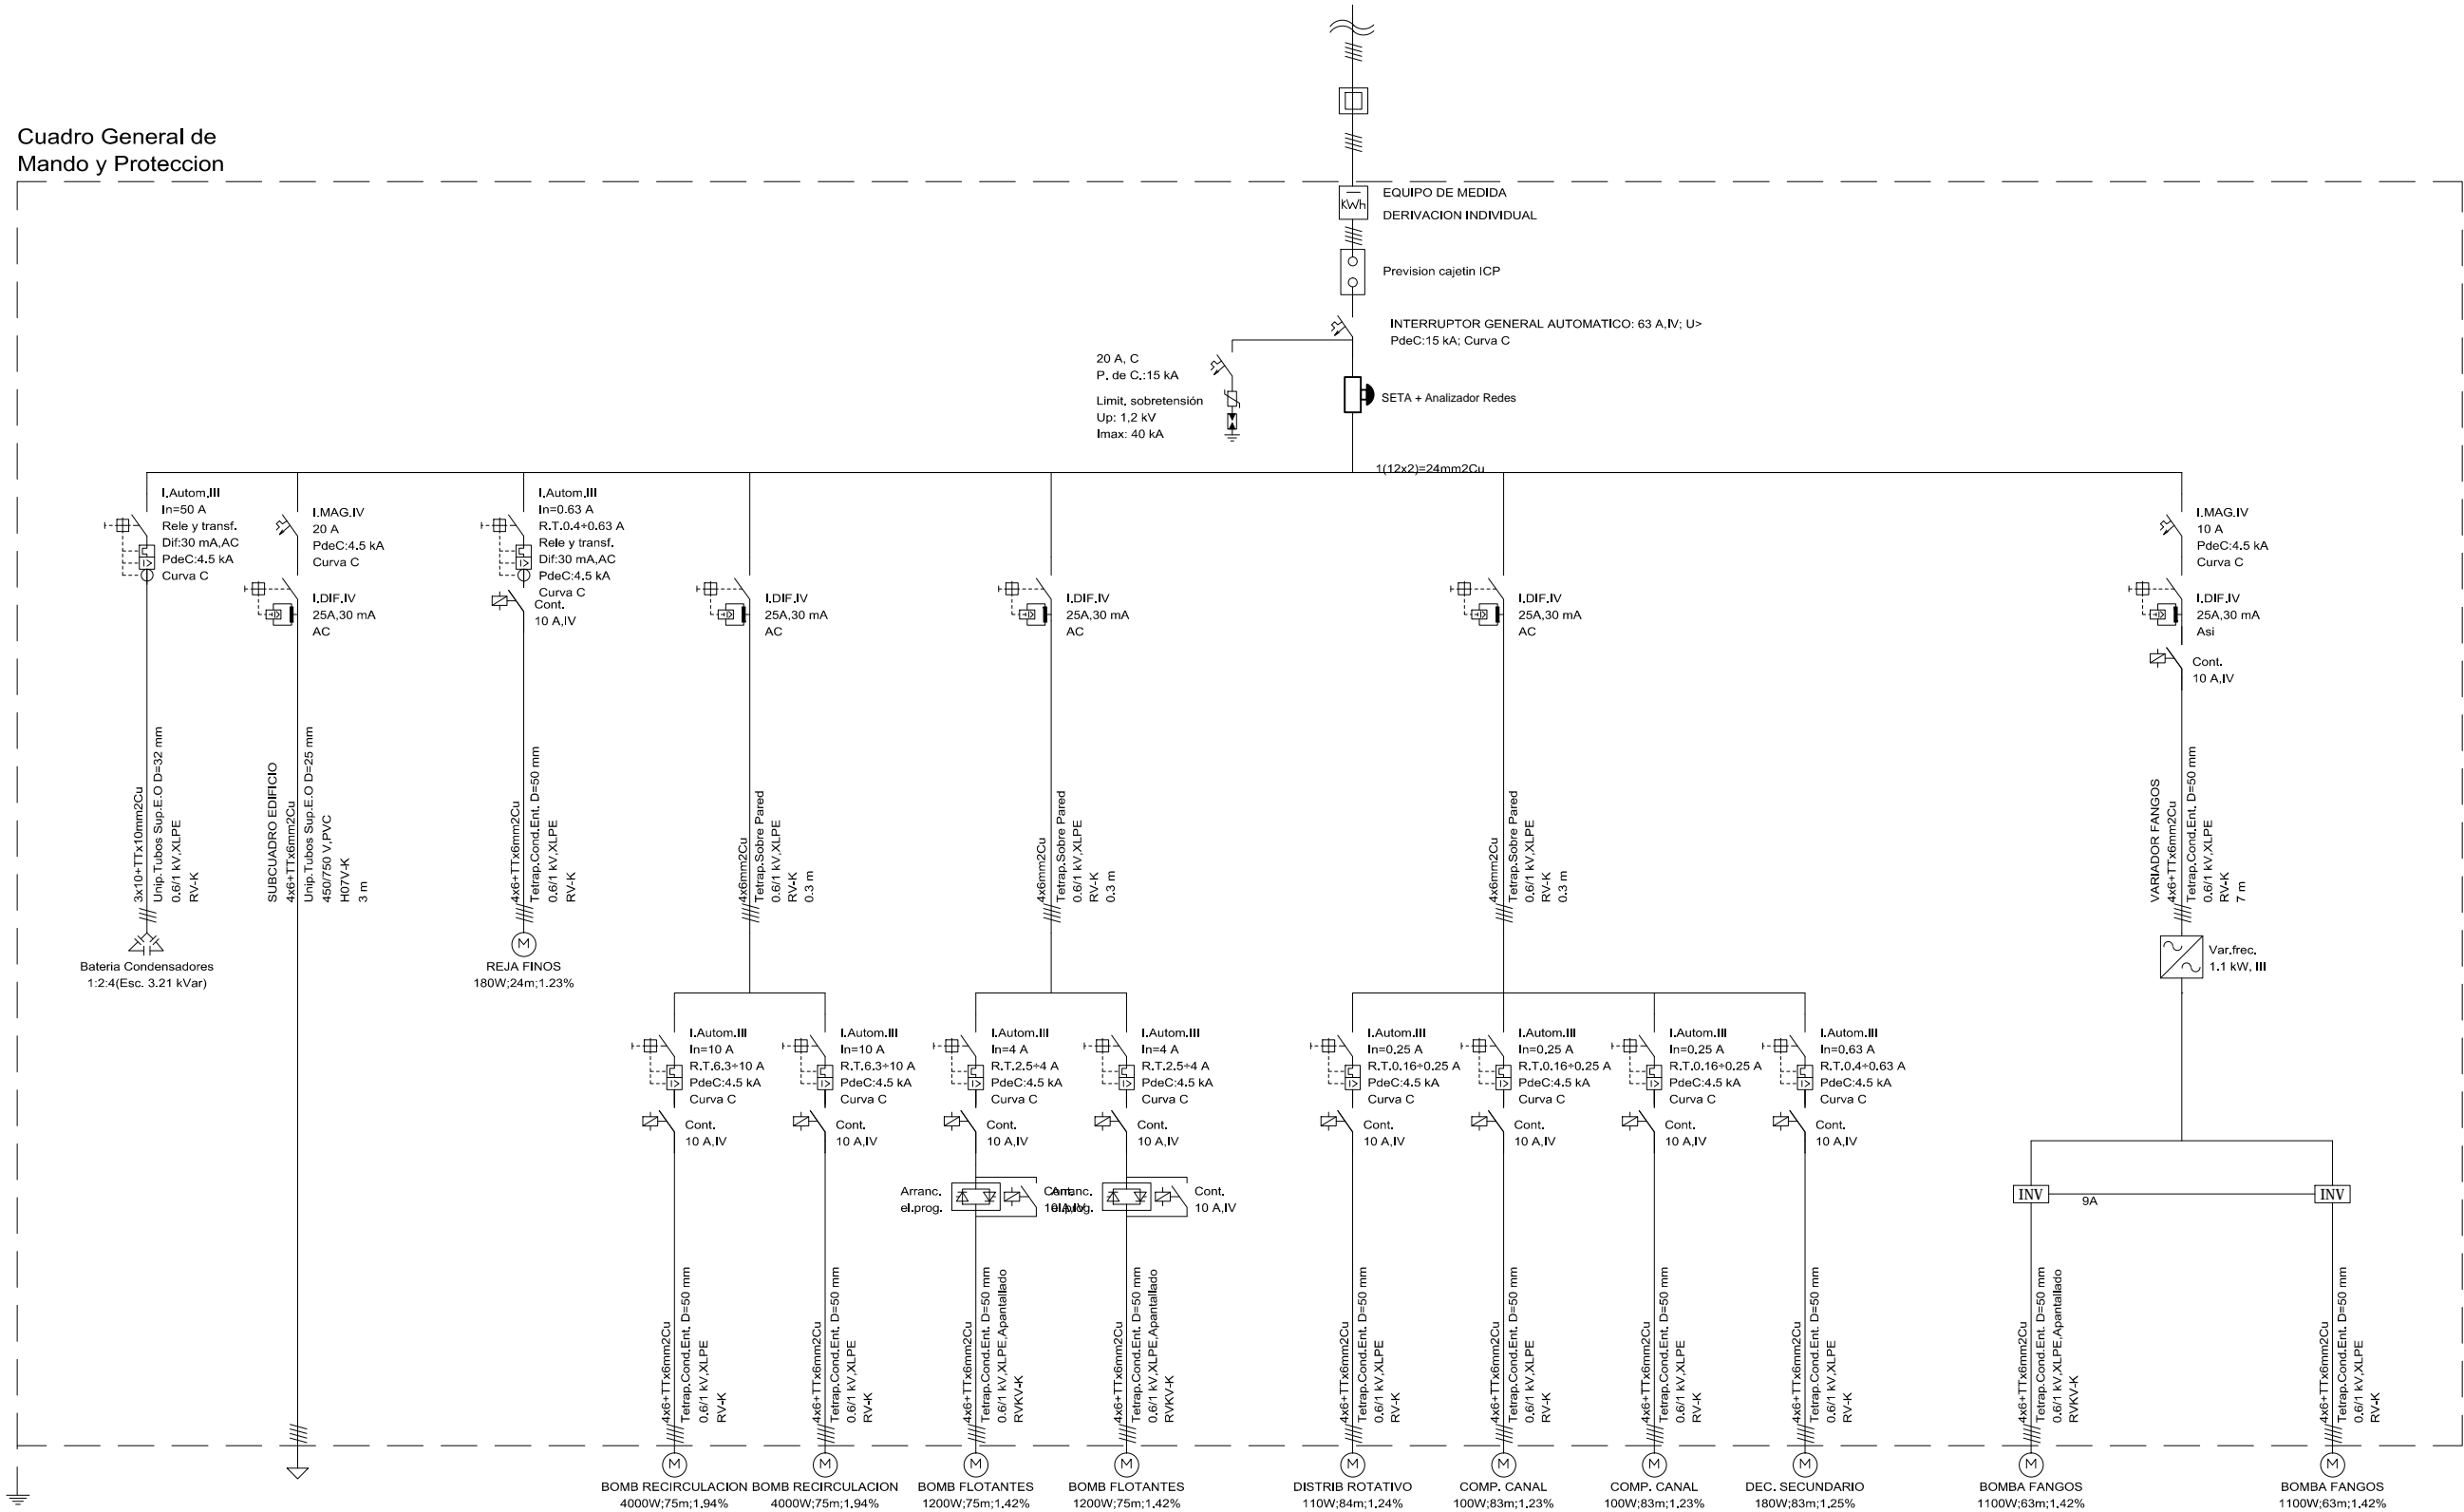 Cuadro General de
Mando y Proteccion
KWh
EQUIPO DE MEDIDA
DERIVACION INDIVIDUAL
Prevision cajetin ICP
INTERRUPTOR GENERAL AUTOMATICO: 63 A,IV; U>
PdeC:15 kA; Curva C
20 A, C
P. de C.:15 kA
Limit. sobretensión
Up: 1,2 kV
Imax: 40 kA
SETA + Analizador Redes
1(12x2)=24mm2Cu
I.Autom.III
In=50 A
Rele y transf.
Dif:30 mA,AC
PdeC:4.5 kA
Curva C
3x10+TTx10mm2Cu
Unip.Tubos Sup.E.O D=32 mm
0.6/1 kV,XLPE
RV-K
Bateria Condensadores
1:2:4(Esc. 3.21 kVar)
I.MAG.IV
20 A
PdeC:4.5 kA
Curva C
I.DIF.IV
25A,30 mA
AC
SUBCUADRO EDIFICIO
4x6+TTx6mm2Cu
Unip.Tubos Sup.E.O D=25 mm
450/750 V,PVC
H07V-K
3 m
I.Autom.III
In=0.63 A
R.T.0.4÷0.63 A
Rele y transf.
Dif:30 mA,AC
PdeC:4.5 kA
Curva C
Cont.
10 A,IV
4x6+TTx6mm2Cu
Tetrap.Cond.Ent. D=50 mm
0.6/1 kV,XLPE
RV-K
M
REJA FINOS
180W;24m;1.23%
I.DIF.IV
25A,30 mA
AC
4x6mm2Cu
Tetrap.Sobre Pared
0.6/1 kV,XLPE
RV-K
0.3 m
I.Autom.III
In=10 A
R.T.6.3÷10 A
PdeC:4.5 kA
Curva C
Cont.
10 A,IV
4x6+TTx6mm2Cu
Tetrap.Cond.Ent. D=50 mm
0.6/1 kV,XLPE
RV-K
M
BOMB RECIRCULACION
4000W;75m;1.94%
I.Autom.III
In=10 A
R.T.6.3÷10 A
PdeC:4.5 kA
Curva C
Cont.
10 A,IV
4x6+TTx6mm2Cu
Tetrap.Cond.Ent. D=50 mm
0.6/1 kV,XLPE
RV-K
M
BOMB RECIRCULACION
4000W;75m;1.94%
I.DIF.IV
25A,30 mA
AC
4x6mm2Cu
Tetrap.Sobre Pared
0.6/1 kV,XLPE
RV-K
0.3 m
I.Autom.III
In=4 A
R.T.2.5÷4 A
PdeC:4.5 kA
Curva C
Cont.
10 A,IV
Arranc.
el.prog.
Cont.
10 A,IV
4x6+TTx6mm2Cu
Tetrap.Cond.Ent. D=50 mm
0.6/1 kV,XLPE,Apantallado
RVKV-K
M
BOMB FLOTANTES
1200W;75m;1.42%
I.Autom.III
In=4 A
R.T.2.5÷4 A
PdeC:4.5 kA
Curva C
Cont.
10 A,IV
Arranc.
el.prog.
Cont.
10 A,IV
4x6+TTx6mm2Cu
Tetrap.Cond.Ent. D=50 mm
0.6/1 kV,XLPE,Apantallado
RVKV-K
M
BOMB FLOTANTES
1200W;75m;1.42%
I.DIF.IV
25A,30 mA
AC
4x6mm2Cu
Tetrap.Sobre Pared
0.6/1 kV,XLPE
RV-K
0.3 m
I.Autom.III
In=0.25 A
R.T.0.16÷0.25 A
PdeC:4.5 kA
Curva C
Cont.
10 A,IV
4x6+TTx6mm2Cu
Tetrap.Cond.Ent. D=50 mm
0.6/1 kV,XLPE
RV-K
M
DISTRIB ROTATIVO
110W;84m;1.24%
I.Autom.III
In=0.25 A
R.T.0.16÷0.25 A
PdeC:4.5 kA
Curva C
Cont.
10 A,IV
4x6+TTx6mm2Cu
Tetrap.Cond.Ent. D=50 mm
0.6/1 kV,XLPE
RV-K
M
COMP. CANAL
100W;83m;1.23%
I.Autom.III
In=0.25 A
R.T.0.16÷0.25 A
PdeC:4.5 kA
Curva C
Cont.
10 A,IV
4x6+TTx6mm2Cu
Tetrap.Cond.Ent. D=50 mm
0.6/1 kV,XLPE
RV-K
M
COMP. CANAL
100W;83m;1.23%
I.Autom.III
In=0.63 A
R.T.0.4÷0.63 A
PdeC:4.5 kA
Curva C
Cont.
10 A,IV
4x6+TTx6mm2Cu
Tetrap.Cond.Ent. D=50 mm
0.6/1 kV,XLPE
RV-K
M
DEC. SECUNDARIO
180W;83m;1.25%
I.MAG.IV
10 A
PdeC:4.5 kA
Curva C
I.DIF.IV
25A,30 mA
Asi
Cont.
10 A,IV
VARIADOR FANGOS
4x6+TTx6mm2Cu
Tetrap.Cond.Ent. D=50 mm
0.6/1 kV,XLPE
RV-K
7 m
Var.frec.
1.1 kW, III
INV
9A
INV
4x6+TTx6mm2Cu
Tetrap.Cond.Ent. D=50 mm
0.6/1 kV,XLPE,Apantallado
RVKV-K
M
BOMBA FANGOS
1100W;63m;1.42%
4x6+TTx6mm2Cu
Tetrap.Cond.Ent. D=50 mm
0.6/1 kV,XLPE
RV-K
M
BOMBA FANGOS
1100W;63m;1.42%